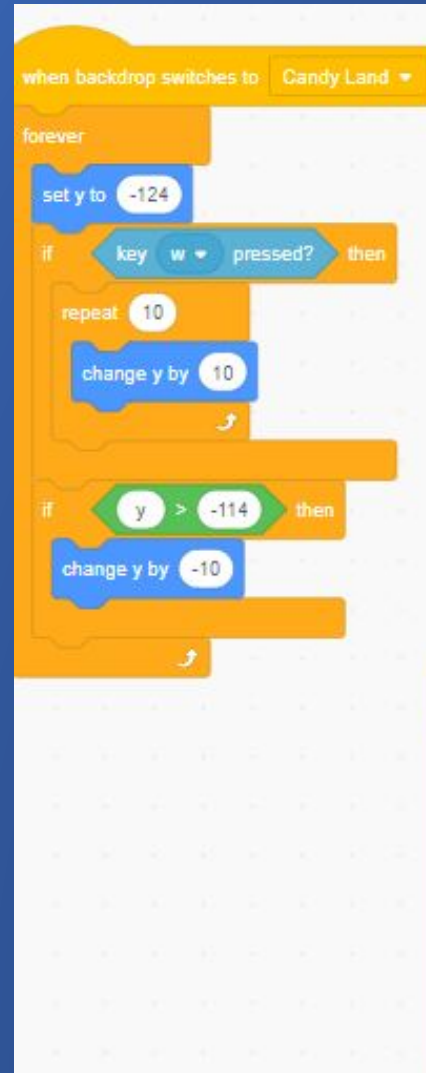 when backdrop switches to Candy Land
forever
set y to -124
if key w pressed? then
repeat 10
change y by 10
if y > -114 then
change y by -10